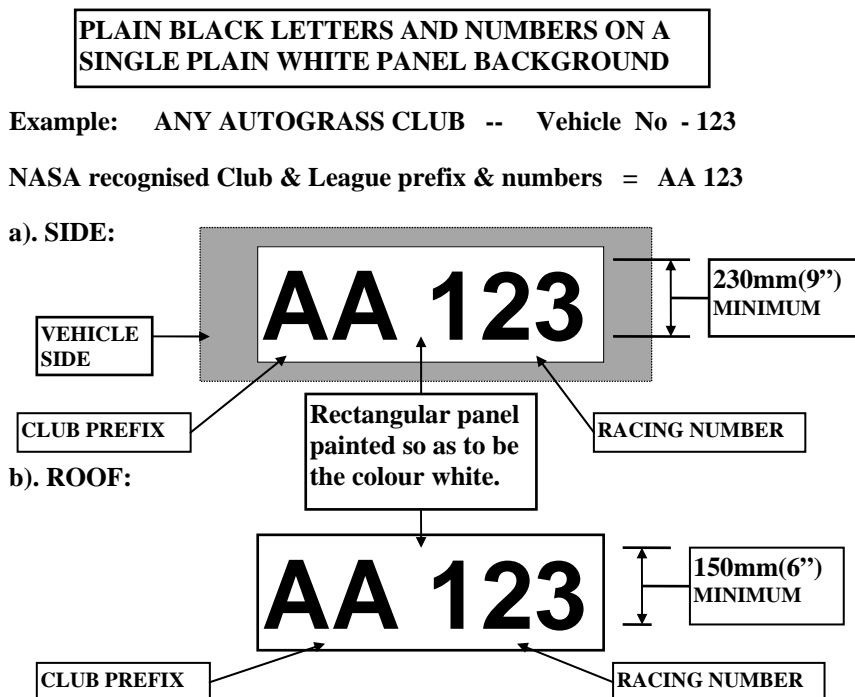 PLAIN BLACK LETTERS AND NUMBERS ON A
SINGLE PLAIN WHITE PANEL BACKGROUND
Example: ANY AUTOGRASS CLUB -- Vehicle No - 123
NASA recognised Club & League prefix & numbers = AA 123
a). SIDE:
AA 123
230mm(9”)
MINIMUM
VEHICLE
SIDE
CLUB PREFIX
Rectangular panel
painted so as to be
the colour white.
RACING NUMBER
b). ROOF:
AA 123
150mm(6”)
MINIMUM
CLUB PREFIX
RACING NUMBER